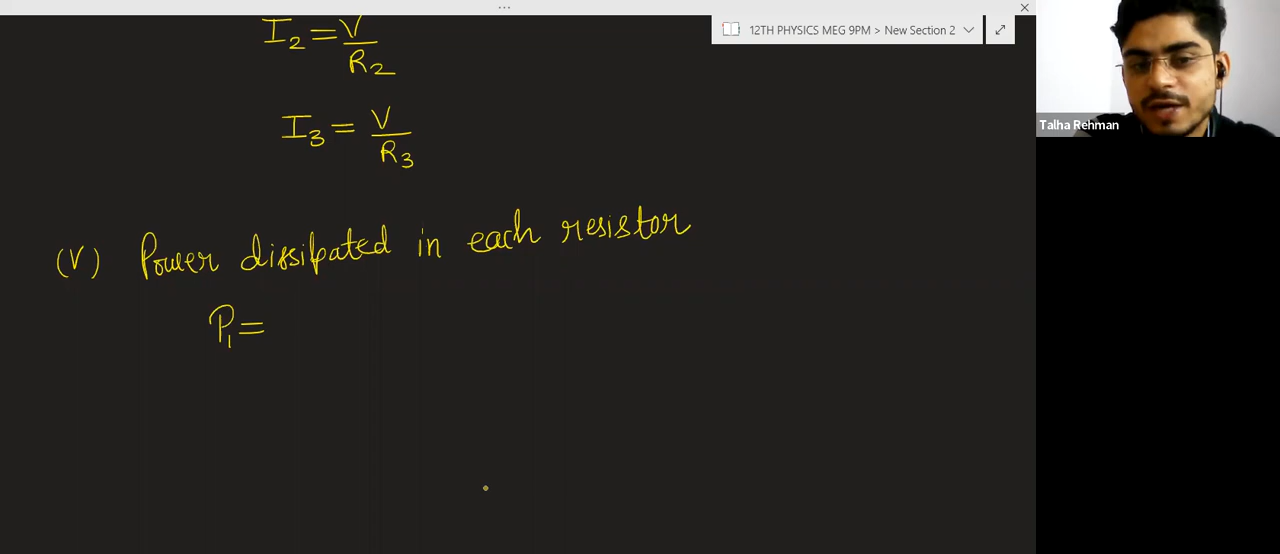 I2 = V/R2
12TH PHYSICS MEG 9PM > New Section 2
I3 = V/R3
Talha Rehman
(V) Power dissipated in each resistor
P1 =